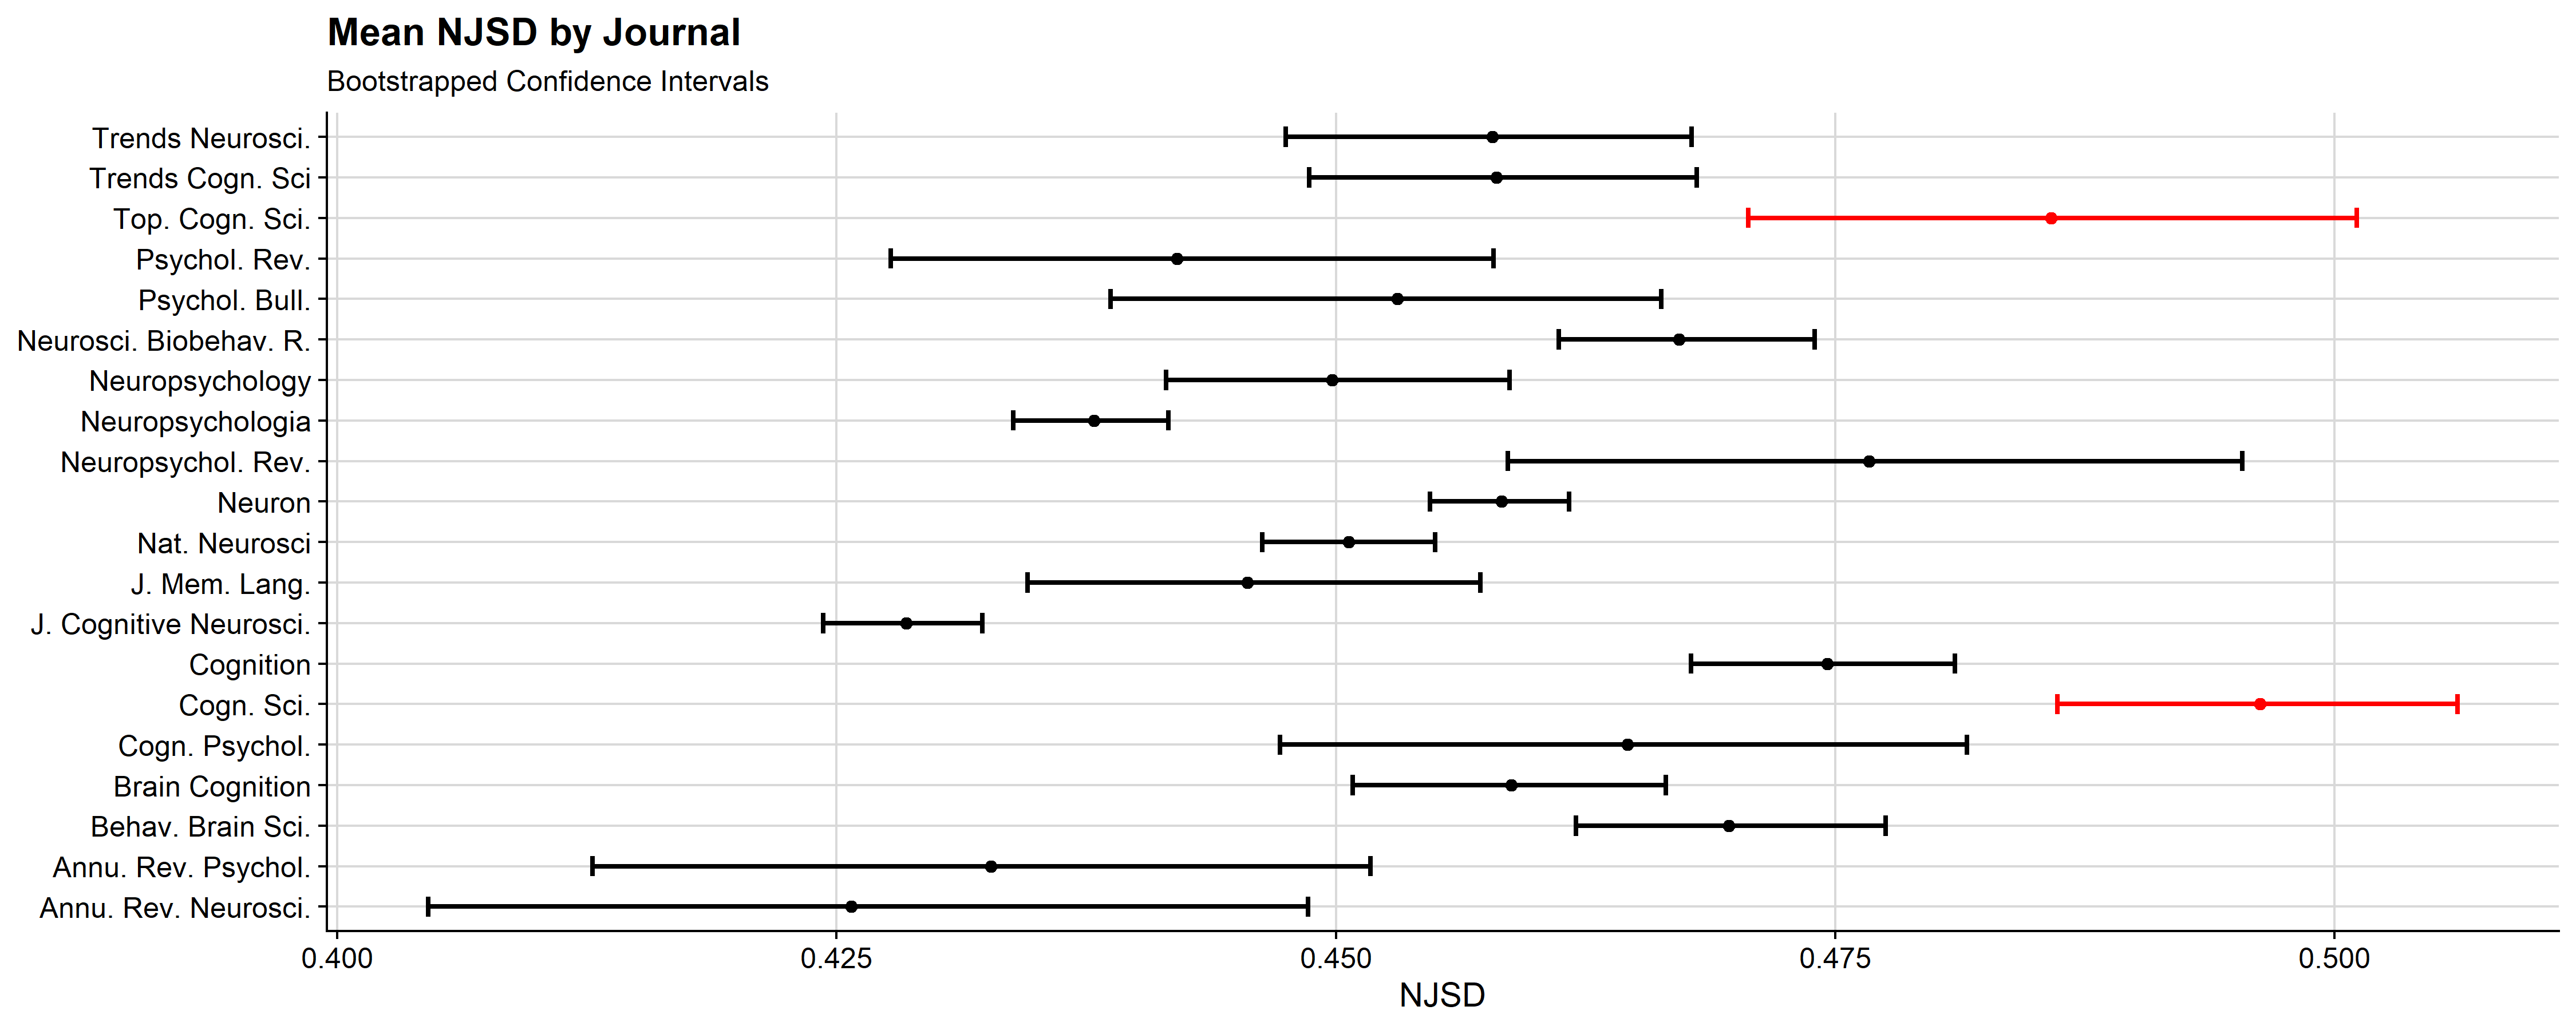 Mean NJSD by Journal
Bootstrapped Confidence Intervals
Trends Neurosci.
Trends Cogn. Sci
Top. Cogn. Sci.
Psychol. Rev.
Psychol. Bull.
Neurosci. Biobehav. R.
Neuropsychology
Neuropsychologia
Neuropsychol. Rev.
Neuron
Nat. Neurosci
J. Mem. Lang.
J. Cognitive Neurosci.
Cognition
Cogn. Sci.
Cogn. Psychol.
Brain Cognition
Behav. Brain Sci.
Annu. Rev. Psychol.
Annu. Rev. Neurosci.
0.400 0.425 0.450 0.475 0.500
NJSD